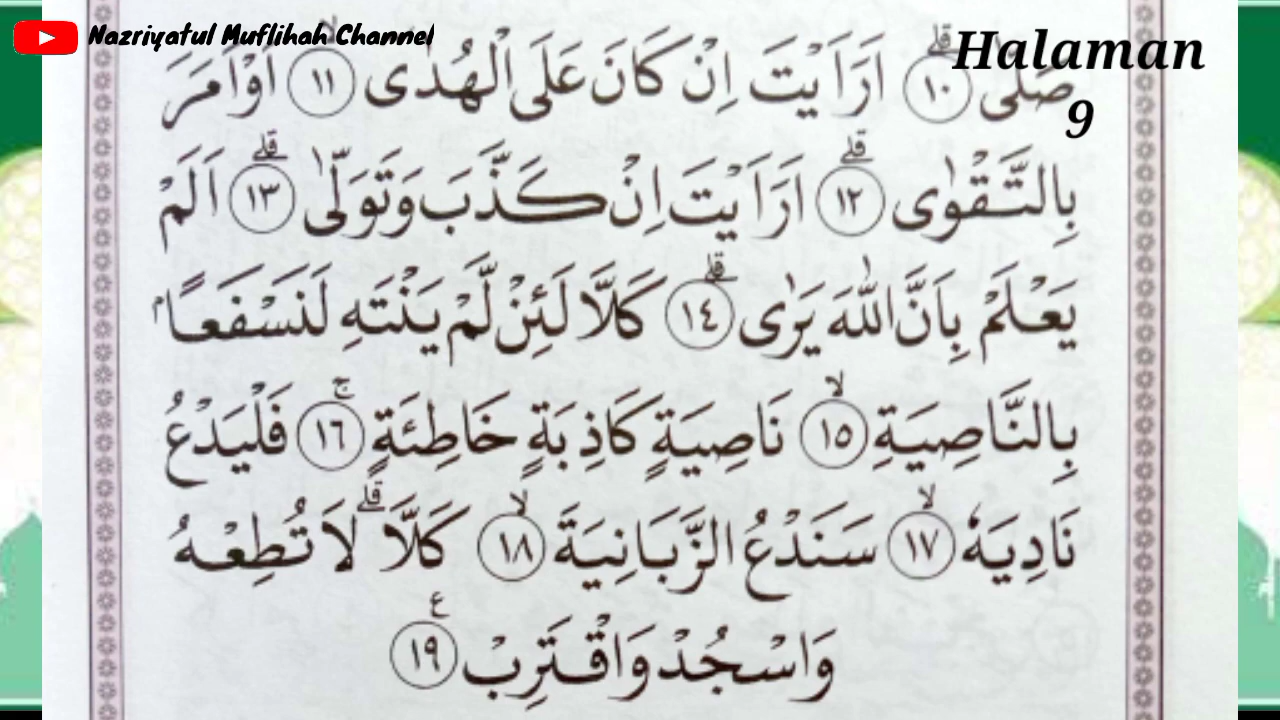 Nazriyatul Muflihah Channel
Halaman
9
صَلّٰىۗ ﴿١٠﴾ اَرَاَيْتَ اِنْ كَانَ عَلَى الْهُدٰىۙ ﴿١١﴾ اَوْ اَمَرَ
بِالتَّقْوٰىۗ ﴿١٢﴾ اَرَاَيْتَ اِنْ كَذَّبَ وَتَوَلّٰىۗ ﴿١٣﴾ اَلَمْ
يَعْلَمْ بِاَنَّ اللّٰهَ يَرٰىۗ ﴿١٤﴾ كَلَّا لَئِنْ لَّمْ يَنْتَهِ لَنَسْفَعًاۢ
بِالنَّاصِيَةِۙ ﴿١٥﴾ نَاصِيَةٍ كَاذِبَةٍ خَاطِئَةٍۚ ﴿١٦﴾ فَلْيَدْعُ
نَادِيَهٗۙ ﴿١٧﴾ سَنَدْعُ الزَّبَانِيَةَۙ ﴿١٨﴾ كَلَّاۗ لَا تُطِعْهُ
وَاسْجُدْ وَاقْتَرِبْ ﴿١٩﴾ ع